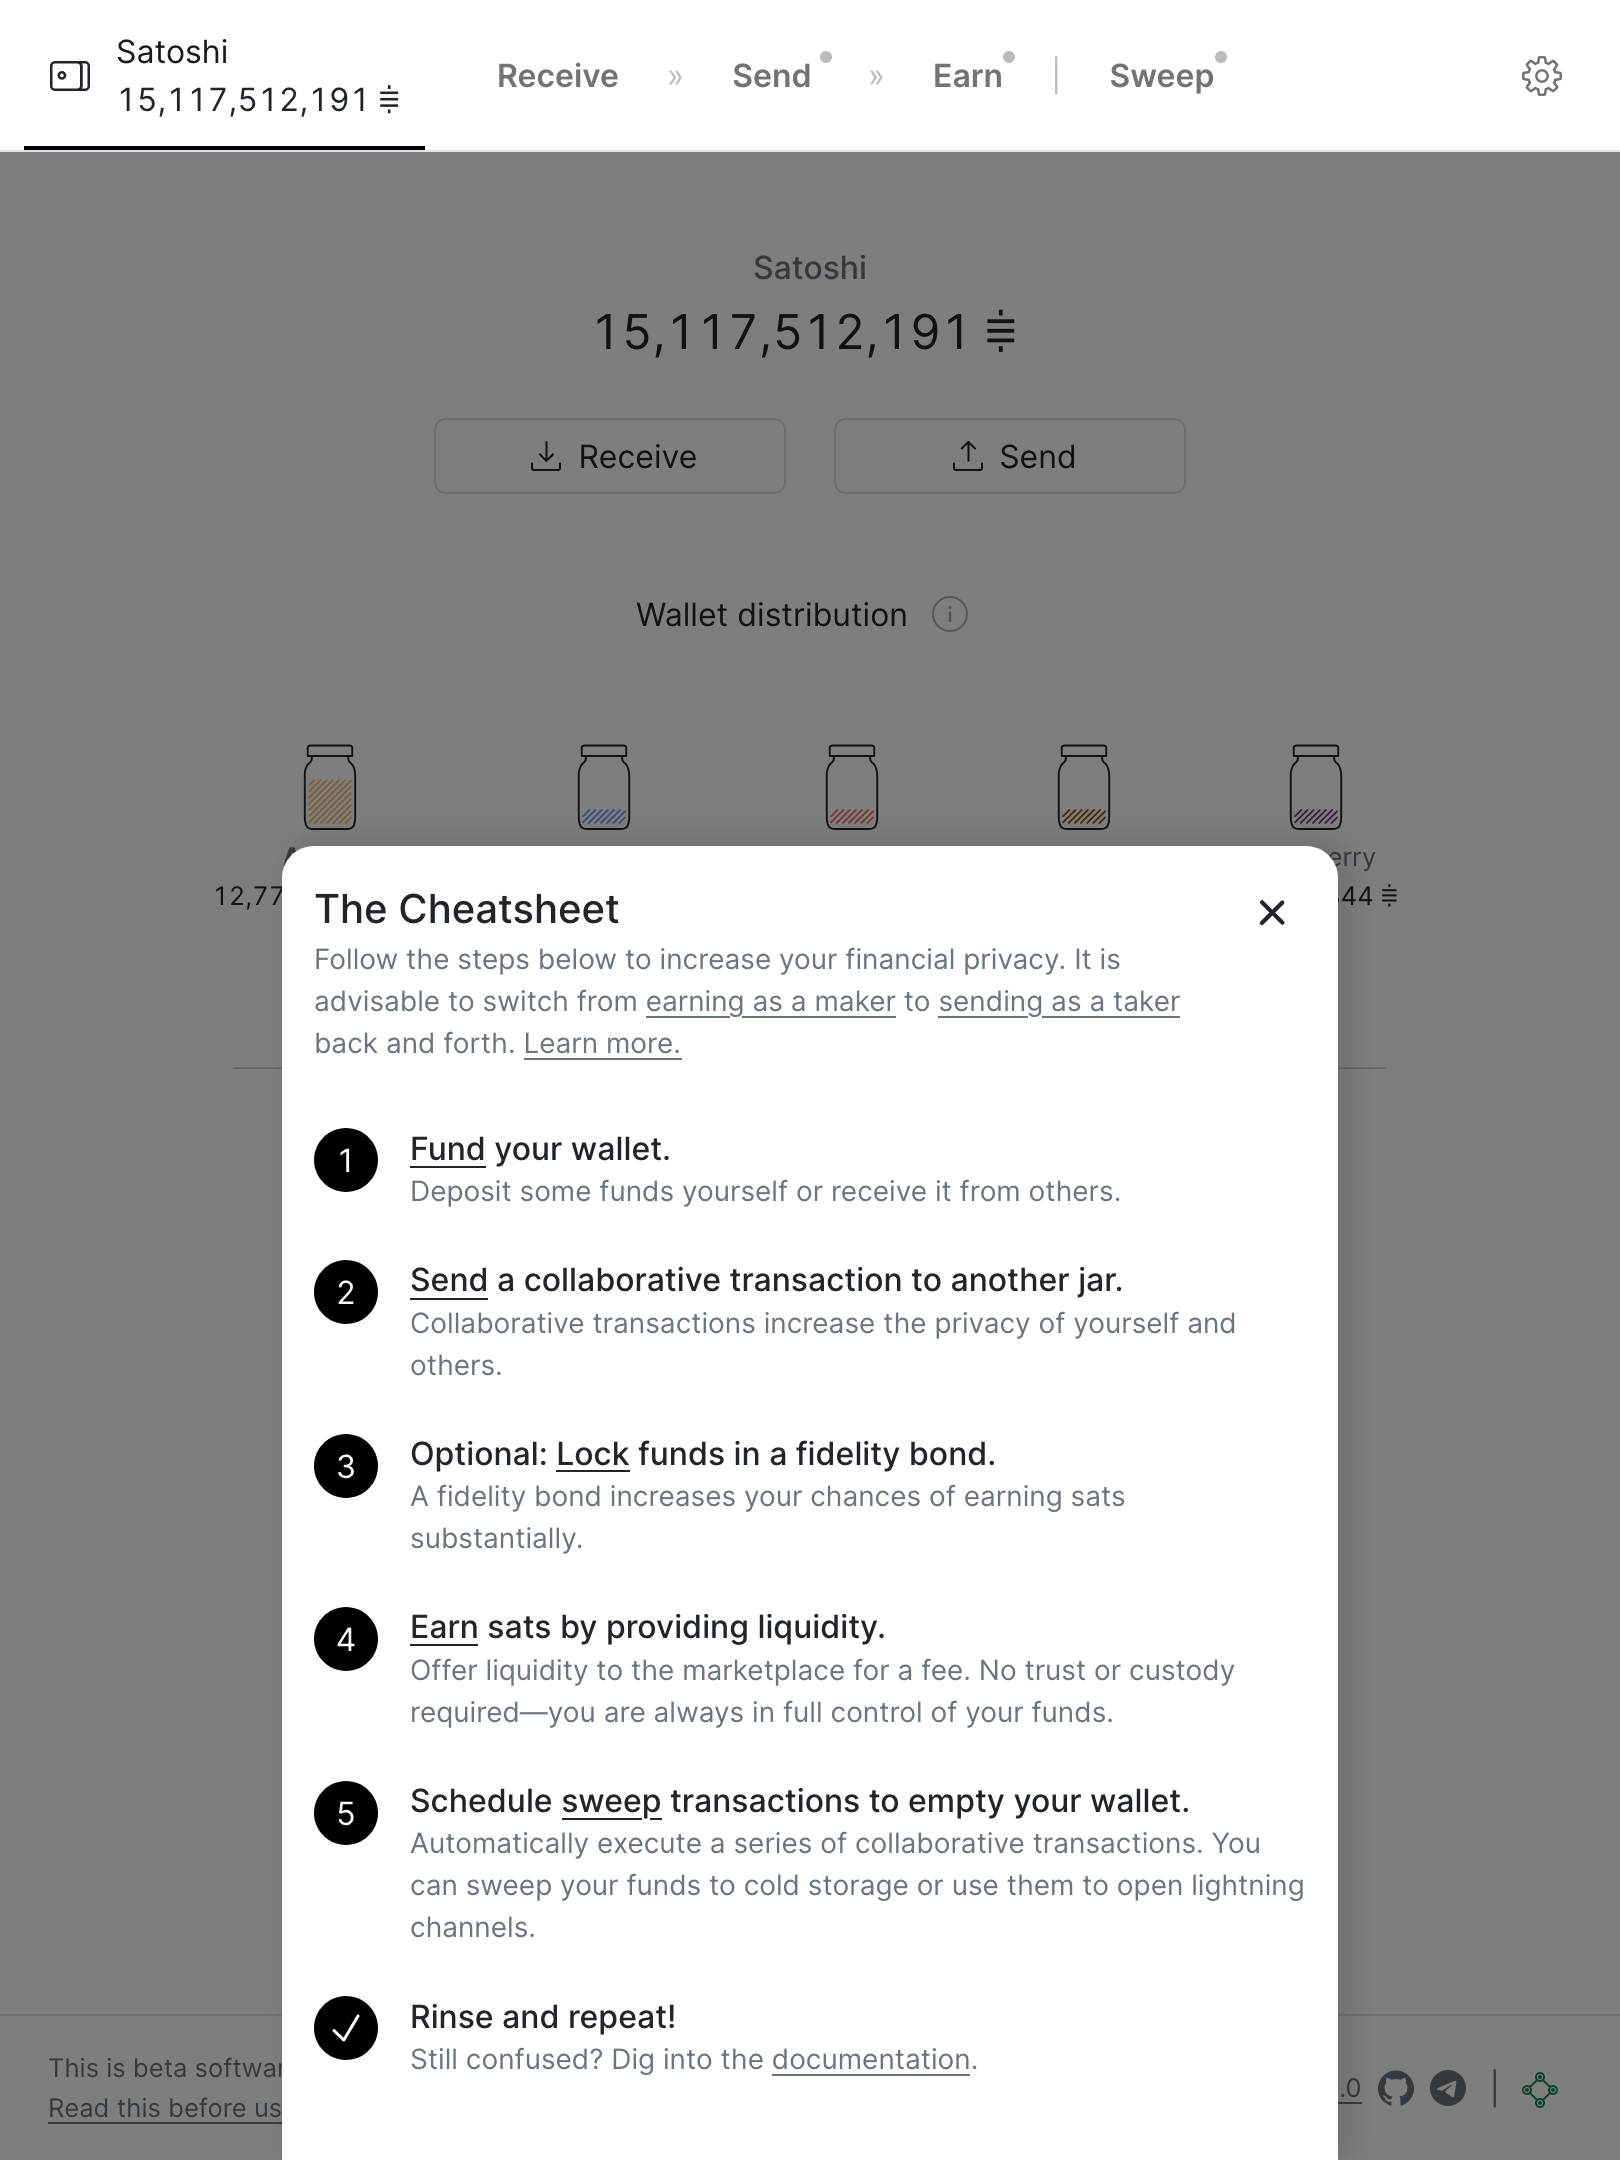 Satoshi
15,117,512,191
Receive » Send » Earn | Sweep
Satoshi
15,117,512,191
Receive
Send
Wallet distribution
i
erry
12,77
44
The Cheatsheet
Follow the steps below to increase your financial privacy. It is
advisable to switch from earning as a maker to sending as a taker
back and forth. Learn more.
1
Fund your wallet.
Deposit some funds yourself or receive it from others.
2
Send a collaborative transaction to another jar.
Collaborative transactions increase the privacy of yourself and
others.
3
Optional: Lock funds in a fidelity bond.
A fidelity bond increases your chances of earning sats
substantially.
4
Earn sats by providing liquidity.
Offer liquidity to the marketplace for a fee. No trust or custody
required—you are always in full control of your funds.
5
Schedule sweep transactions to empty your wallet.
Automatically execute a series of collaborative transactions. You
can sweep your funds to cold storage or use them to open lightning
channels.
Rinse and repeat!
Still confused? Dig into the documentation.
This is beta softwar
Read this before us
.0